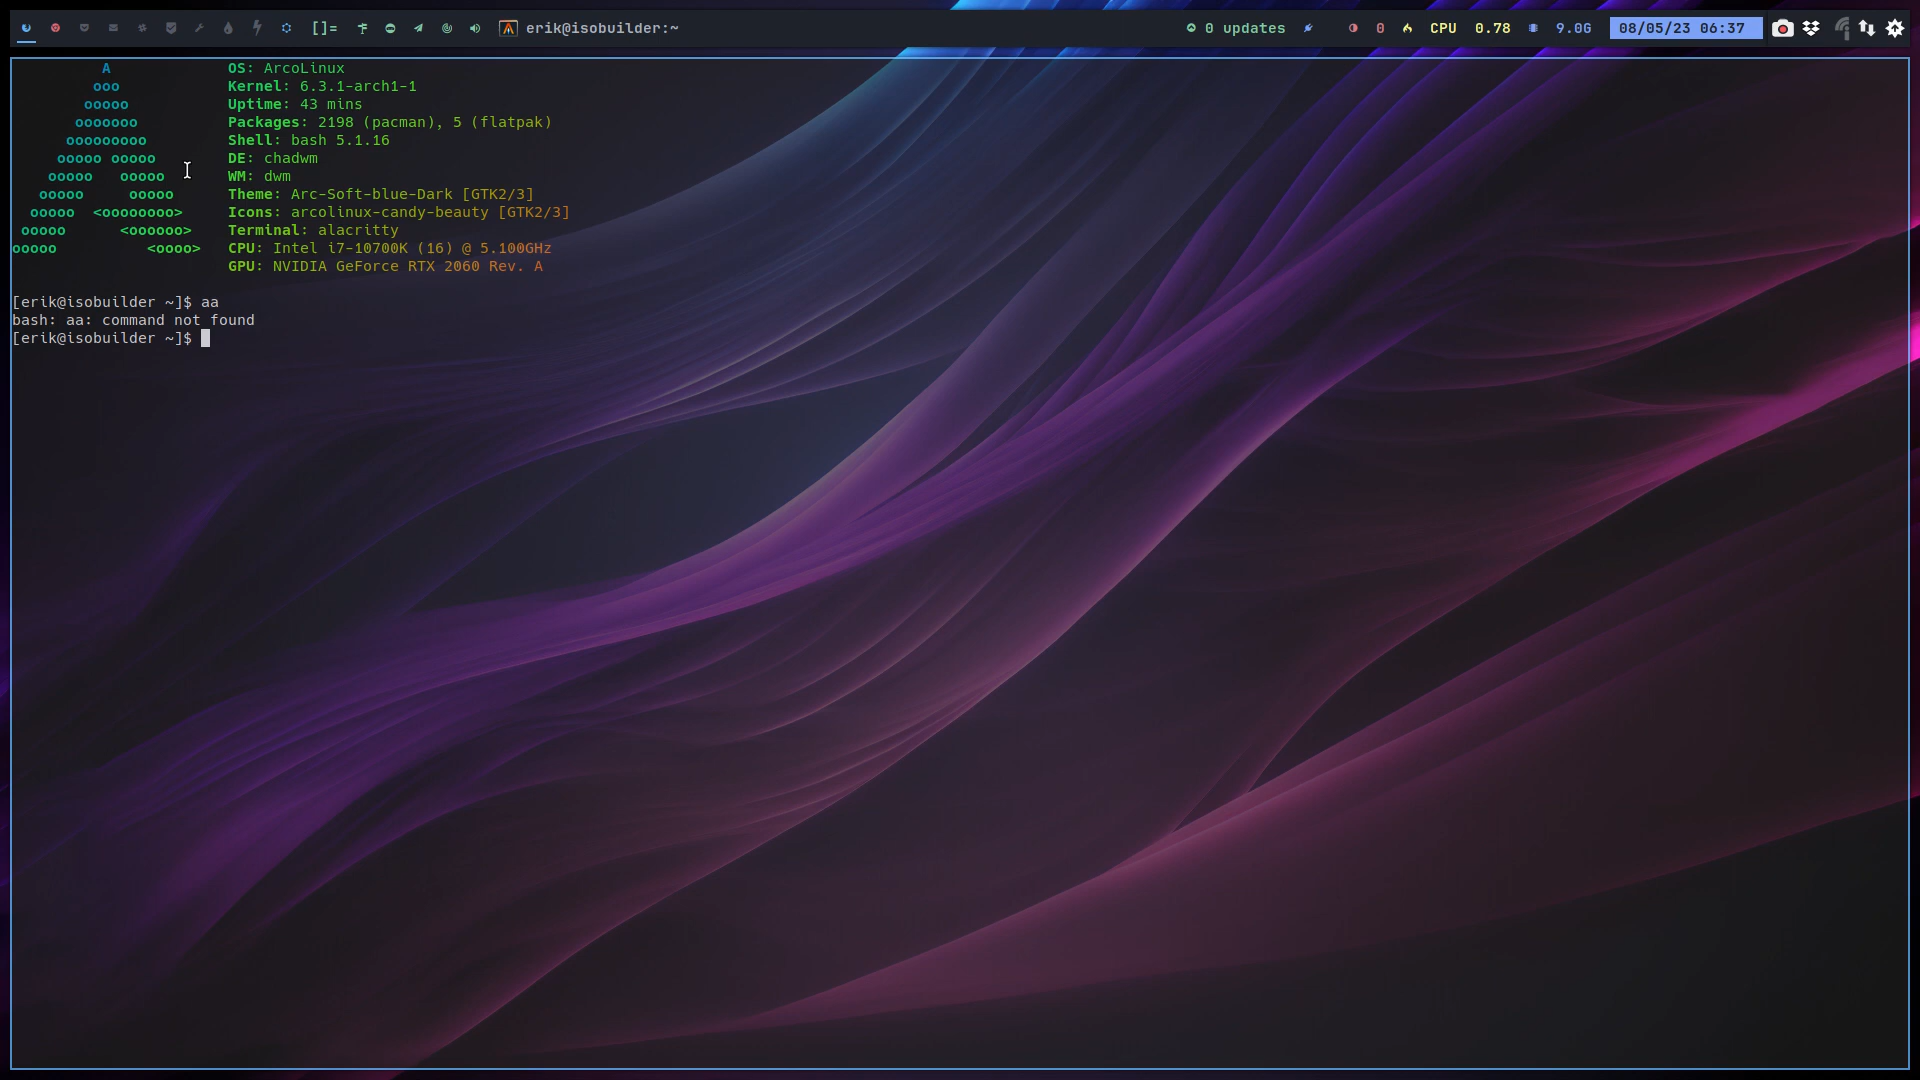 []= erik@isobuilder:~ 0 updates 0 CPU 0.78 9.0G 08/05/23 06:37
A OS: ArcoLinux
ooo Kernel: 6.3.1-arch1-1
ooooo Uptime: 43 mins
ooooooo Packages: 2198 (pacman), 5 (flatpak)
ooooooooo Shell: bash 5.1.16
ooooo ooooo DE: chadwm
ooooo ooooo WM: dwm
ooooo ooooo Theme: Arc-Soft-blue-Dark [GTK2/3]
ooooo <oooooooo> Icons: arcolinux-candy-beauty [GTK2/3]
ooooo <oooooo> Terminal: alacritty
ooooo <oooo> CPU: Intel i7-10700K (16) @ 5.100GHz
GPU: NVIDIA GeForce RTX 2060 Rev. A
[erik@isobuilder ~]$ aa
bash: aa: command not found
[erik@isobuilder ~]$